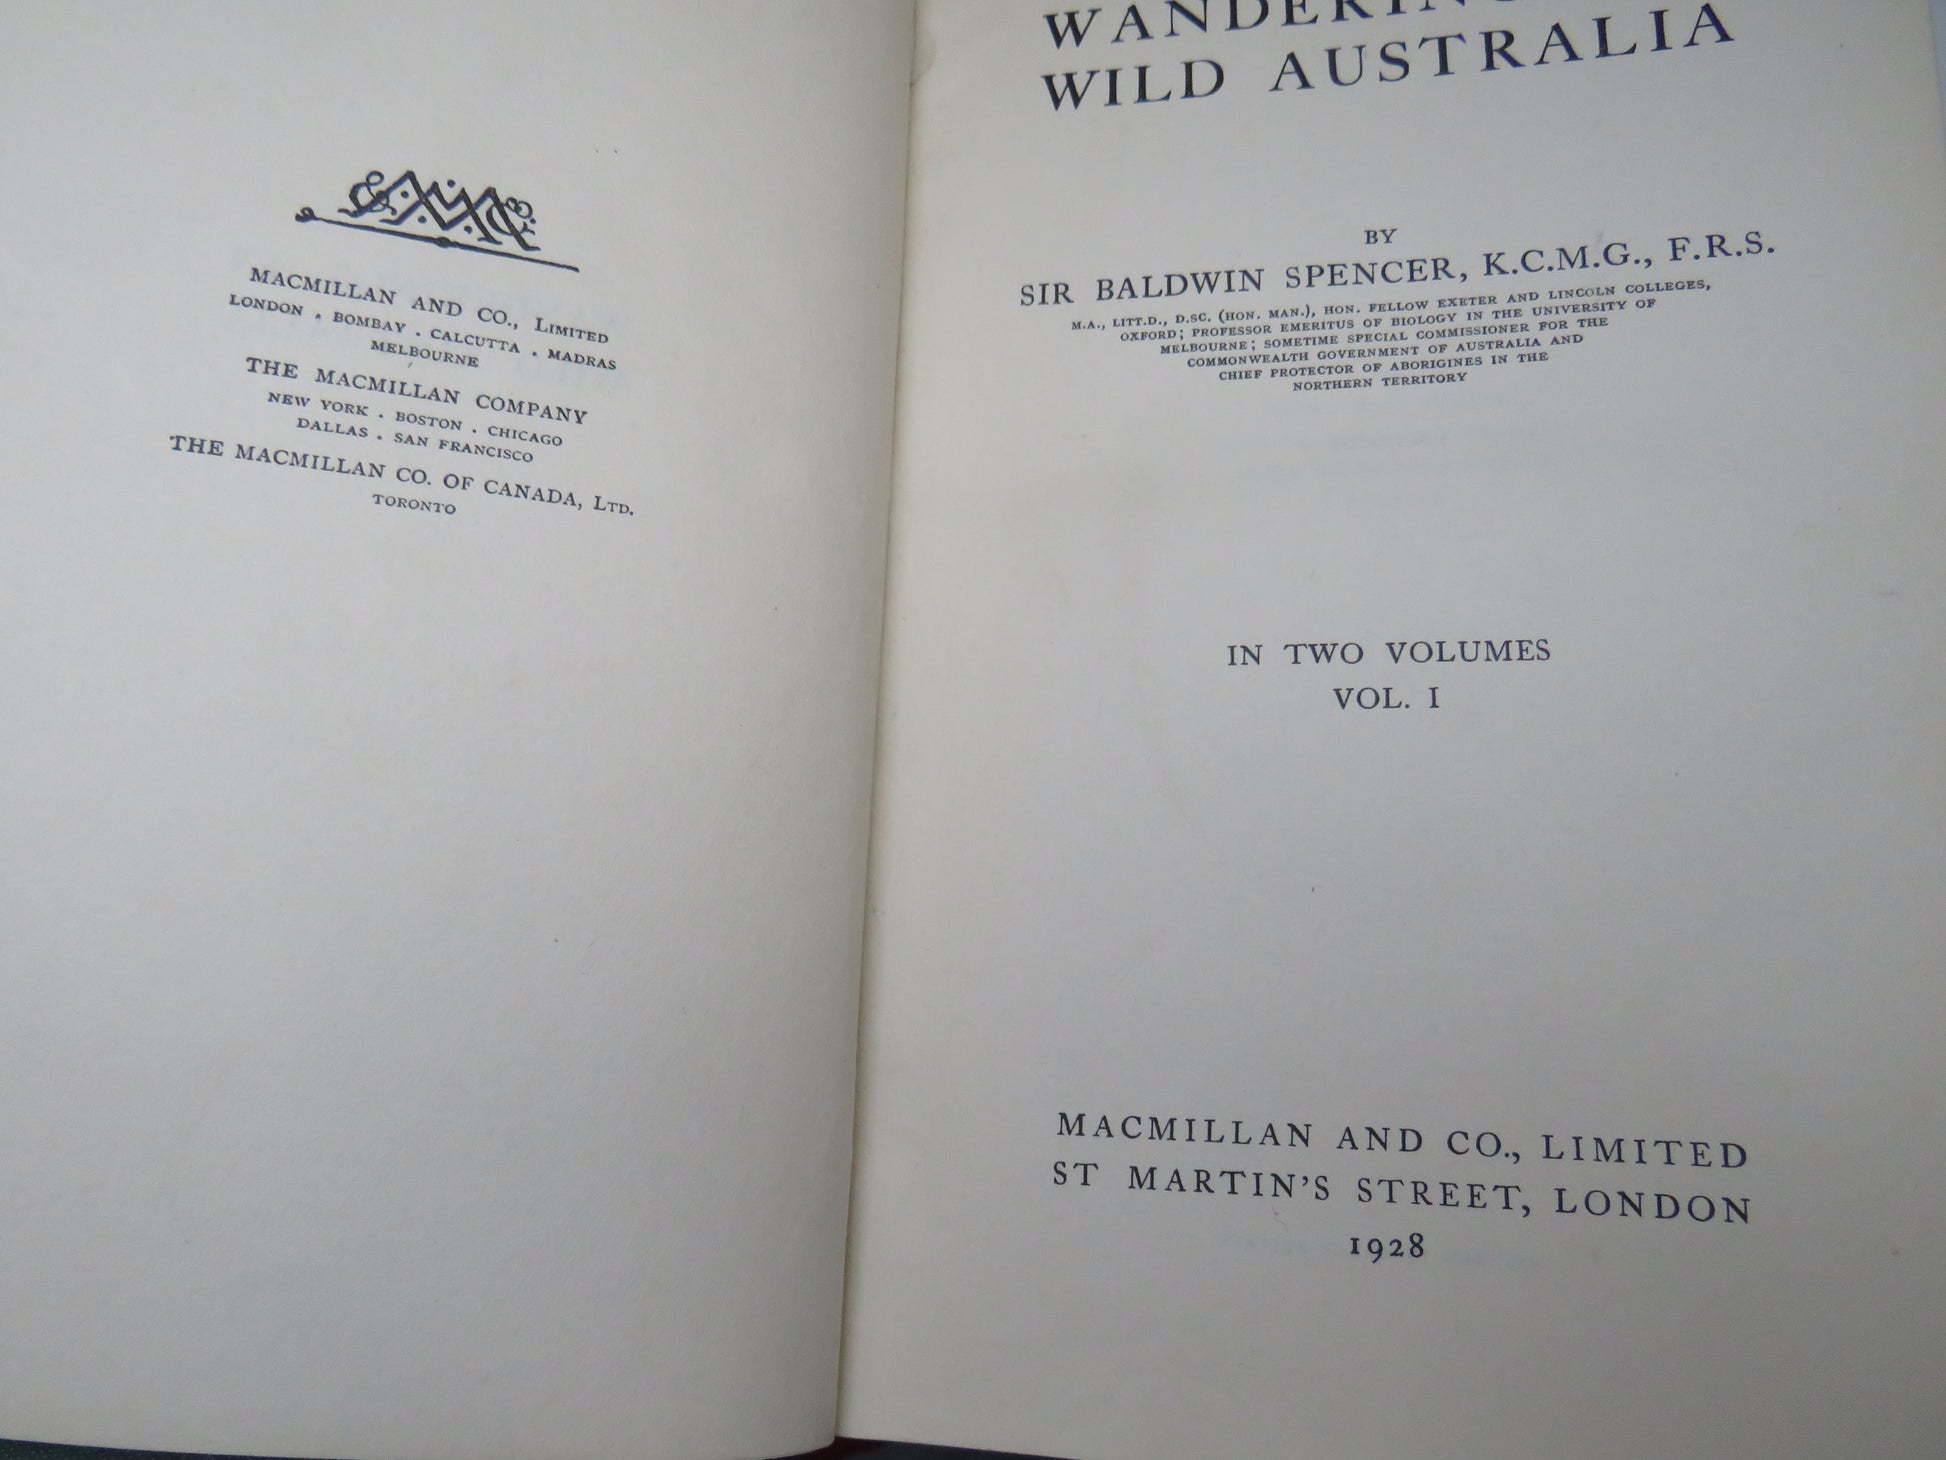 MACMILLAN AND CO., LIMITED
LONDON . BOMBAY . CALCUTTA . MADRAS
MELBOURNE
THE MACMILLAN COMPANY
NEW YORK . BOSTON . CHICAGO
DALLAS . SAN FRANCISCO
THE MACMILLAN CO. OF CANADA, LTD.
TORONTO
WILD AUSTRALIA
BY
SIR BALDWIN SPENCER, K.C.M.G., F.R.S.
M.A., LITT.D., D.SC. (HON. MAN.), HON. FELLOW EXETER AND LINCOLN COLLEGES,
OXFORD; PROFESSOR EMERITUS OF BIOLOGY IN THE UNIVERSITY OF
MELBOURNE; SOMETIME SPECIAL COMMISSIONER FOR THE
COMMONWEALTH GOVERNMENT OF AUSTRALIA AND
CHIEF PROTECTOR OF ABORIGINES IN THE
NORTHERN TERRITORY
IN TWO VOLUMES
VOL. I
MACMILLAN AND CO., LIMITED
ST MARTIN'S STREET, LONDON
1928